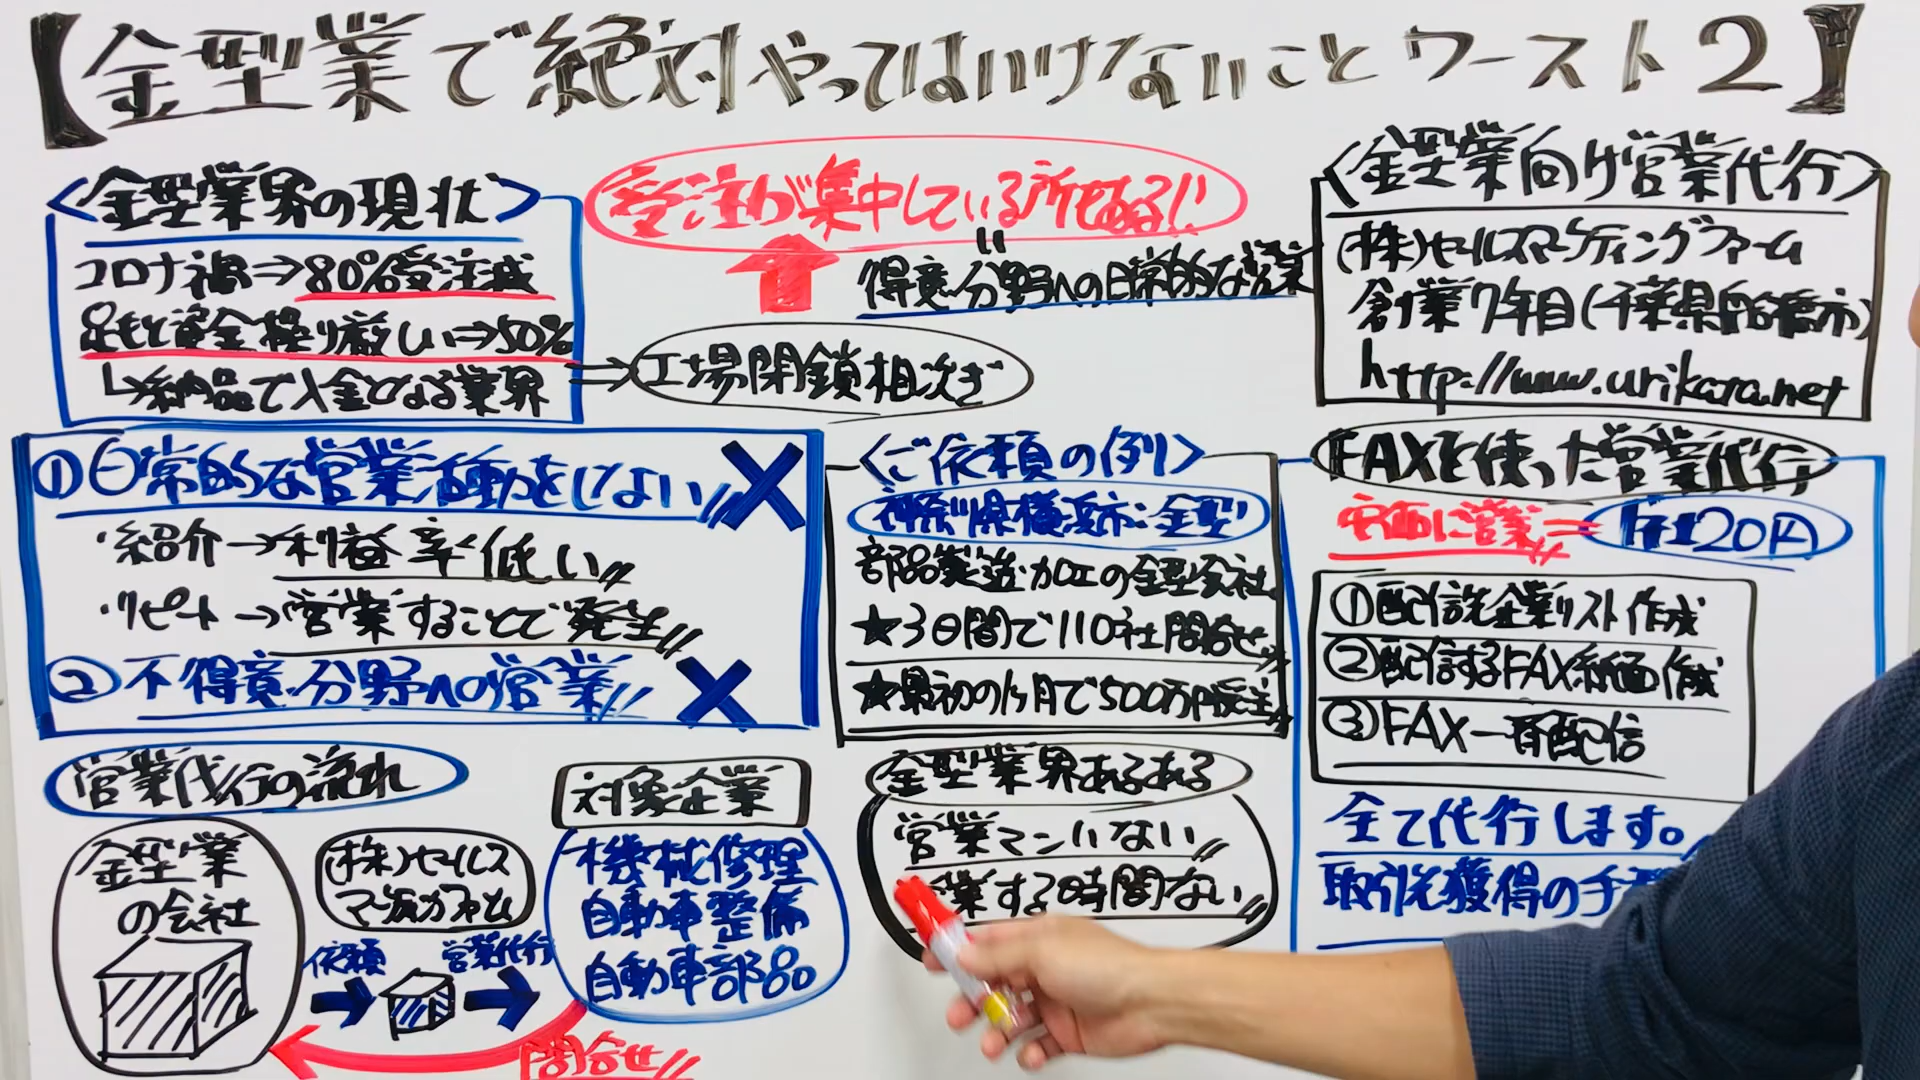 【金型業で絶対やってはいけないことワースト2】
<金型業界の現状>
コロナ禍⇒80%受注減
足もと資金繰り厳しい⇒50%
↳納品で入金となる業界
⇒工場閉鎖相次ぎ
受注が集中している所もある!!
得意分野への日常的な営業
<金型業向け営業代行>
(株)セールスマーケティングファーム
創業7年目(千葉県船橋市)
http://www.urikata.net
①日常的な営業活動をしない
・紹介→利益率低い
・リピート→営業することで発生
②不得意分野への営業
<ご依頼の例>
神奈川県横浜市:金型
部品製造・加工の金型会社
★3日間で110社問合せ
★最初の1ヶ月で500万円受注
FAXを使った営業代行
安価に営業=1件120円
①配信先企業リスト作成
②配信するFAX紙面作成
③FAX一斉配信
全て代行します。
取引先獲得の手
営業代行の流れ
金型業
の会社
依頼
(株)セールス
マーケ
営業代行
対象企業
機械修理
自動車整備
自動車部品
問合せ
金型業界あるある
営業マンいない
業する時間ない